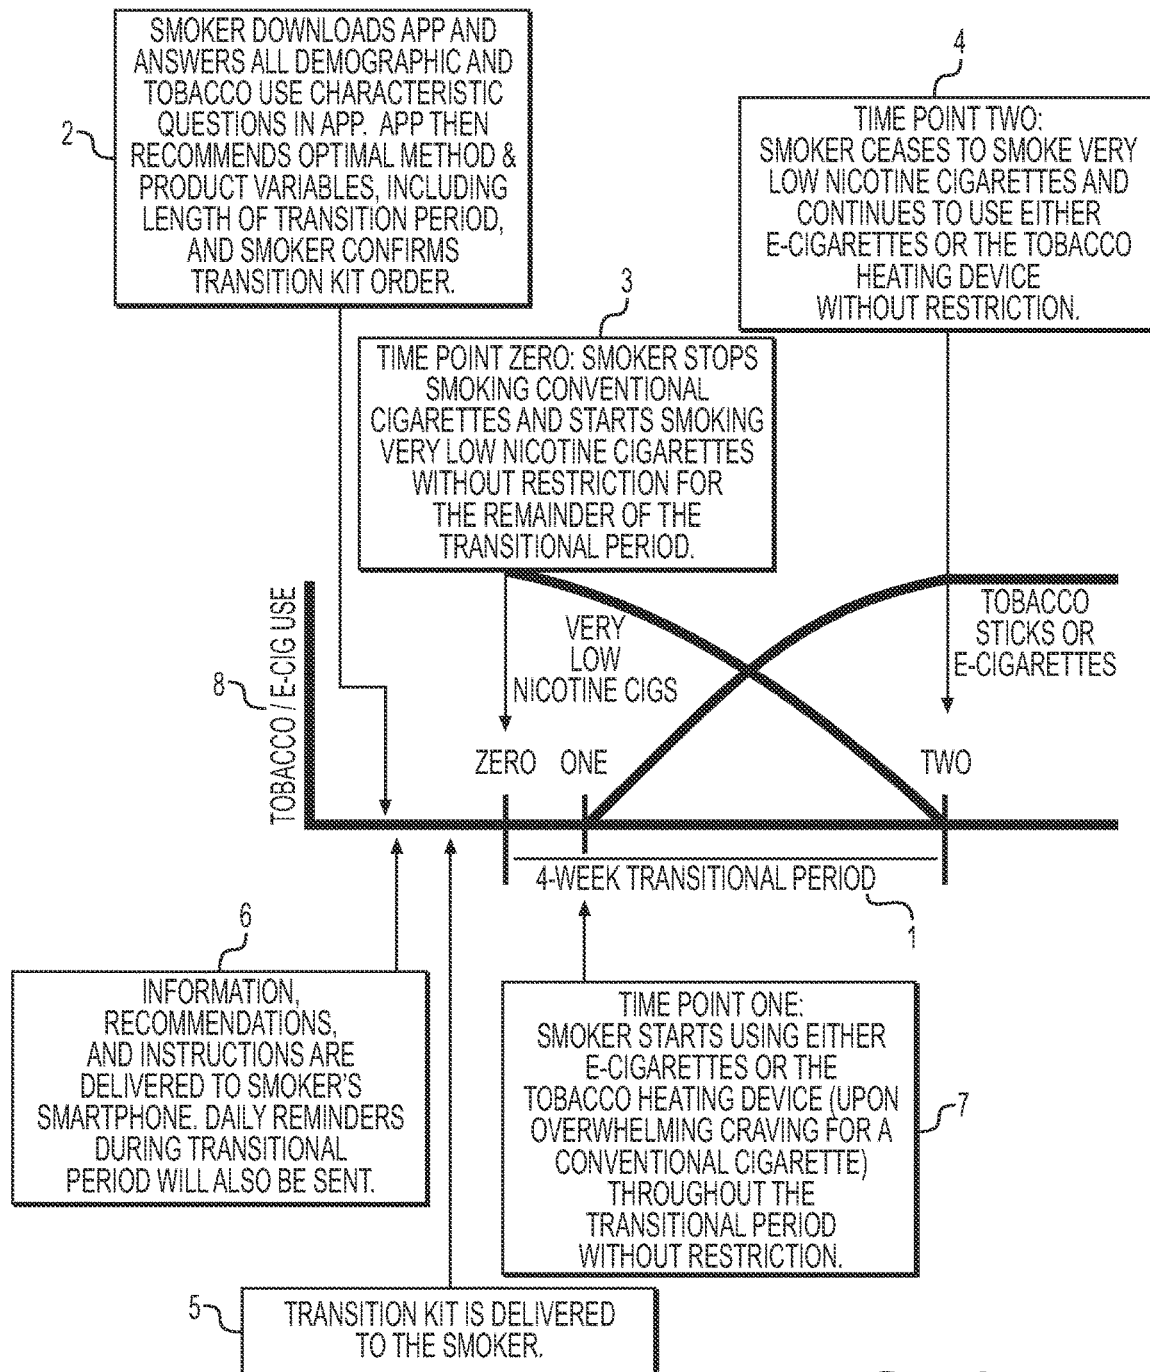 SMOKER DOWNLOADS APP AND
ANSWERS ALL DEMOGRAPHIC AND
TOBACCO USE CHARACTERISTIC
QUESTIONS IN APP. APP THEN
RECOMMENDS OPTIMAL METHOD &
PRODUCT VARIABLES, INCLUDING
LENGTH OF TRANSITION PERIOD,
AND SMOKER CONFIRMS
TRANSITION KIT ORDER.
2
4
TIME POINT TWO:
SMOKER CEASES TO SMOKE VERY
LOW NICOTINE CIGARETTES AND
CONTINUES TO USE EITHER
E-CIGARETTES OR THE TOBACCO
HEATING DEVICE
WITHOUT RESTRICTION.
3
TIME POINT ZERO: SMOKER STOPS
SMOKING CONVENTIONAL
CIGARETTES AND STARTS SMOKING
VERY LOW NICOTINE CIGARETTES
WITHOUT RESTRICTION FOR
THE REMAINDER OF THE
TRANSITIONAL PERIOD.
8
TOBACCO / E-CIG USE
VERY
LOW
NICOTINE CIGS
TOBACCO
STICKS OR
E-CIGARETTES
ZERO
ONE
TWO
4-WEEK TRANSITIONAL PERIOD
1
6
INFORMATION,
RECOMMENDATIONS,
AND INSTRUCTIONS ARE
DELIVERED TO SMOKER'S
SMARTPHONE. DAILY REMINDERS
DURING TRANSITIONAL
PERIOD WILL ALSO BE SENT.
TIME POINT ONE:
SMOKER STARTS USING EITHER
E-CIGARETTES OR THE
TOBACCO HEATING DEVICE (UPON
OVERWHELMING CRAVING FOR A
CONVENTIONAL CIGARETTE)
THROUGHOUT THE
TRANSITIONAL PERIOD
WITHOUT RESTRICTION.
7
5
TRANSITION KIT IS DELIVERED
TO THE SMOKER.